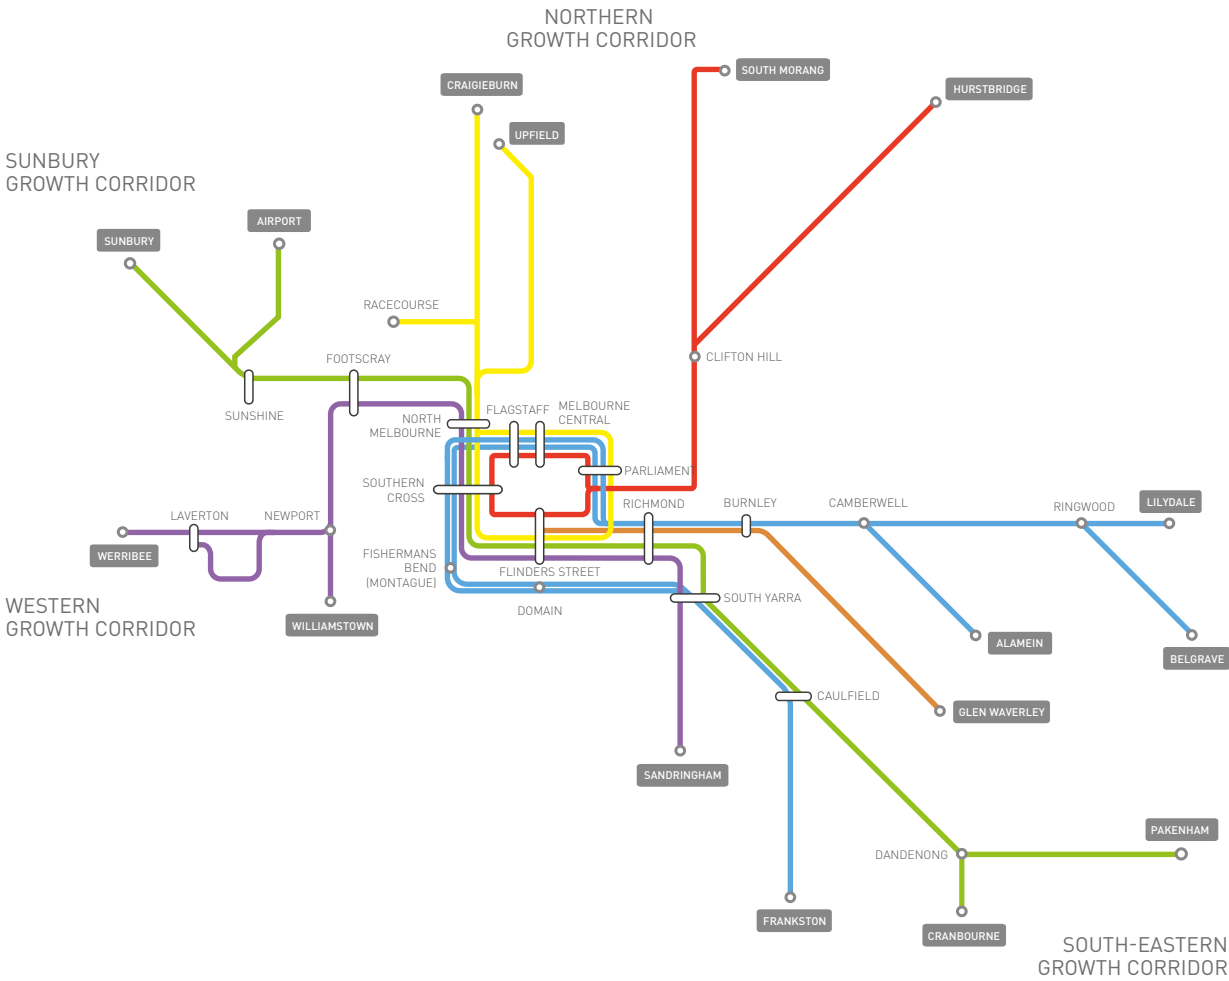 NORTHERN
GROWTH CORRIDOR
SOUTH MORANG
CRAIGIEBURN
HURSTBRIDGE
UPFIELD
SUNBURY
GROWTH CORRIDOR
AIRPORT
SUNBURY
RACECOURSE
FOOTSCRAY
CLIFTON HILL
SUNSHINE
NORTH
MELBOURNE
FLAGSTAFF
MELBOURNE
CENTRAL
PARLIAMENT
SOUTHERN
CROSS
RICHMOND
BURNLEY
CAMBERWELL
RINGWOOD
LILYDALE
LAVERTON
NEWPORT
WERRIBEE
FISHERMANS
BEND
(MONTAGUE)
FLINDERS STREET
DOMAIN
SOUTH YARRA
WESTERN
GROWTH CORRIDOR
WILLIAMSTOWN
ALAMEIN
BELGRAVE
CAULFIELD
GLEN WAVERLEY
SANDRINGHAM
PAKENHAM
DANDENONG
FRANKSTON
CRANBOURNE
SOUTH-EASTERN
GROWTH CORRIDOR